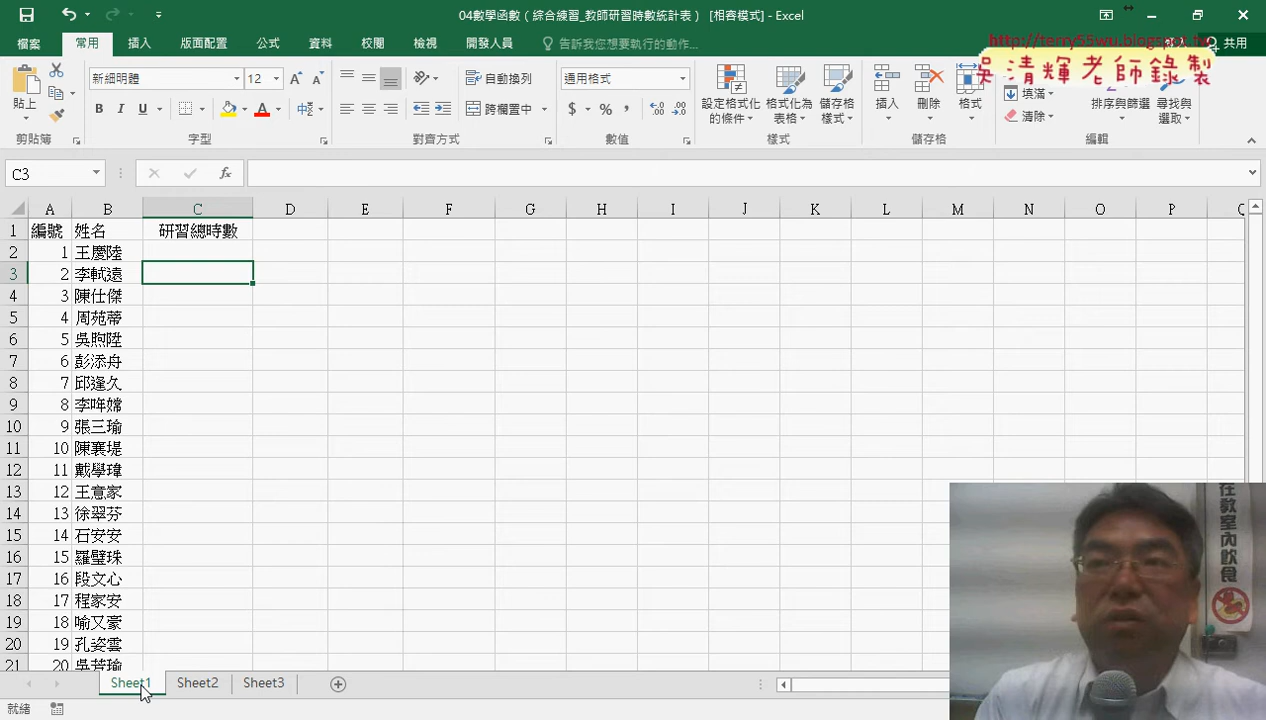 04數學函數（綜合練習_教師研習時數統計表） [相容模式] - Excel
檔案 常用 插入 版面配置 公式 資料 校閱 檢視 開發人員 告訴我您想要執行的動作... 共用
http://terry55wu.blogspot.tw
吳清輝老師錄製
貼上 新細明體 12 自動換列 跨欄置中 通用格式 設定格式化的條件 格式化為表格 儲存格樣式 插入 刪除 格式 填滿 清除 排序與篩選 尋找與選取
剪貼簿 字型 對齊方式 數值 樣式 儲存格 編輯
C3
A B C D E F G H I J K L M N O P Q
1 編號 姓名 研習總時數
2 1 王慶陸
3 2 李軾遠
4 3 陳仕傑
5 4 周苑蒂
6 5 吳煦陞
7 6 彭添舟
8 7 邱逢久
9 8 李哖嫦
10 9 張三瑜
11 10 陳襄堤
12 11 戴學瑋
13 12 王意家
14 13 徐翠芬
15 14 石安安
16 15 羅璧珠
17 16 段文心
18 17 程家安
19 18 喻又豪
20 19 孔姿雲
21 20 吳芳瑜
在教室內飲食
Sheet1 Sheet2 Sheet3
就緒